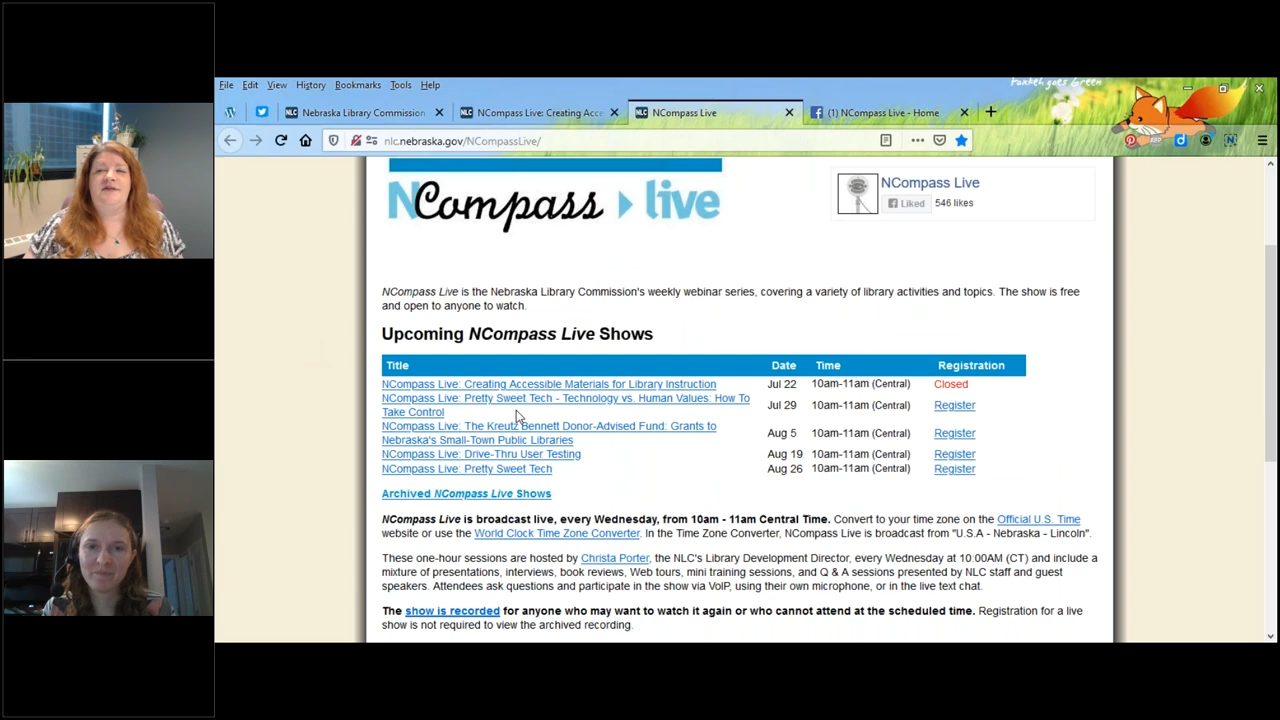 Foxkeh goes Green
File Edit View History Bookmarks Tools Help
NLC Nebraska Library Commission
NLC NCompass Live: Creating Acce
NLC NCompass Live
(1) NCompass Live - Home
nlc.nebraska.gov/NCompassLive/
NCompass live
NCompass Live
Liked 546 likes
NCompass Live is the Nebraska Library Commission's weekly webinar series, covering a variety of library activities and topics. The show is free
and open to anyone to watch.
Upcoming NCompass Live Shows
Title Date Time Registration
NCompass Live: Creating Accessible Materials for Library Instruction Jul 22 10am-11am (Central) Closed
NCompass Live: Pretty Sweet Tech - Technology vs. Human Values: How To
Take Control Jul 29 10am-11am (Central) Register
NCompass Live: The Kreutz Bennett Donor-Advised Fund: Grants to
Nebraska's Small-Town Public Libraries Aug 5 10am-11am (Central) Register
NCompass Live: Drive-Thru User Testing Aug 19 10am-11am (Central) Register
NCompass Live: Pretty Sweet Tech Aug 26 10am-11am (Central) Register
Archived NCompass Live Shows
NCompass Live is broadcast live, every Wednesday, from 10am - 11am Central Time. Convert to your time zone on the Official U.S. Time
website or use the World Clock Time Zone Converter. In the Time Zone Converter, NCompass Live is broadcast from "U.S.A - Nebraska - Lincoln".
These one-hour sessions are hosted by Christa Porter, the NLC's Library Development Director, every Wednesday at 10:00AM (CT) and include a
mixture of presentations, interviews, book reviews, Web tours, mini training sessions, and Q & A sessions presented by NLC staff and guest
speakers. Attendees ask questions and participate in the show via VoIP, using their own microphone, or in the live text chat.
The show is recorded for anyone who may want to watch it again or who cannot attend at the scheduled time. Registration for a live
show is not required to view the archived recording.